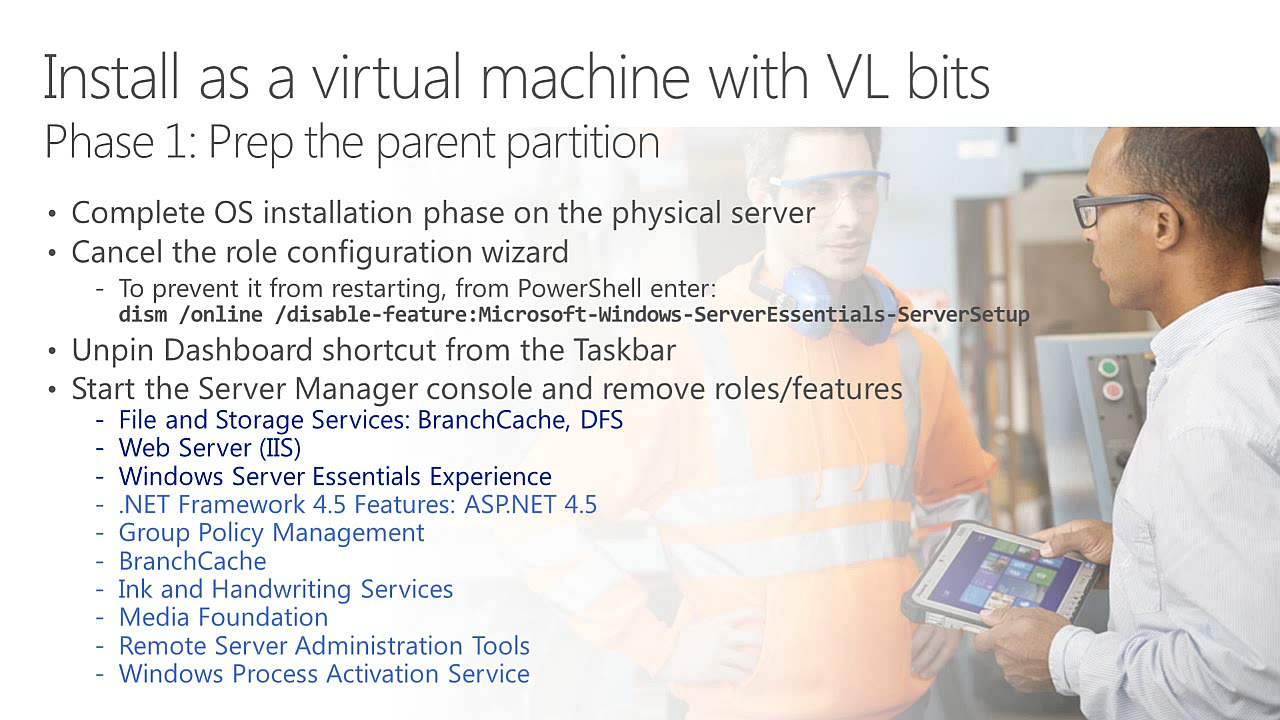 Install as a virtual machine with VL bits
Phase 1: Prep the parent partition
• Complete OS installation phase on the physical server
• Cancel the role configuration wizard
- To prevent it from restarting, from PowerShell enter:
dism /online /disable-feature:Microsoft-Windows-ServerEssentials-ServerSetup
• Unpin Dashboard shortcut from the Taskbar
• Start the Server Manager console and remove roles/features
- File and Storage Services: BranchCache, DFS
- Web Server (IIS)
- Windows Server Essentials Experience
- .NET Framework 4.5 Features: ASP.NET 4.5
- Group Policy Management
- BranchCache
- Ink and Handwriting Services
- Media Foundation
- Remote Server Administration Tools
- Windows Process Activation Service